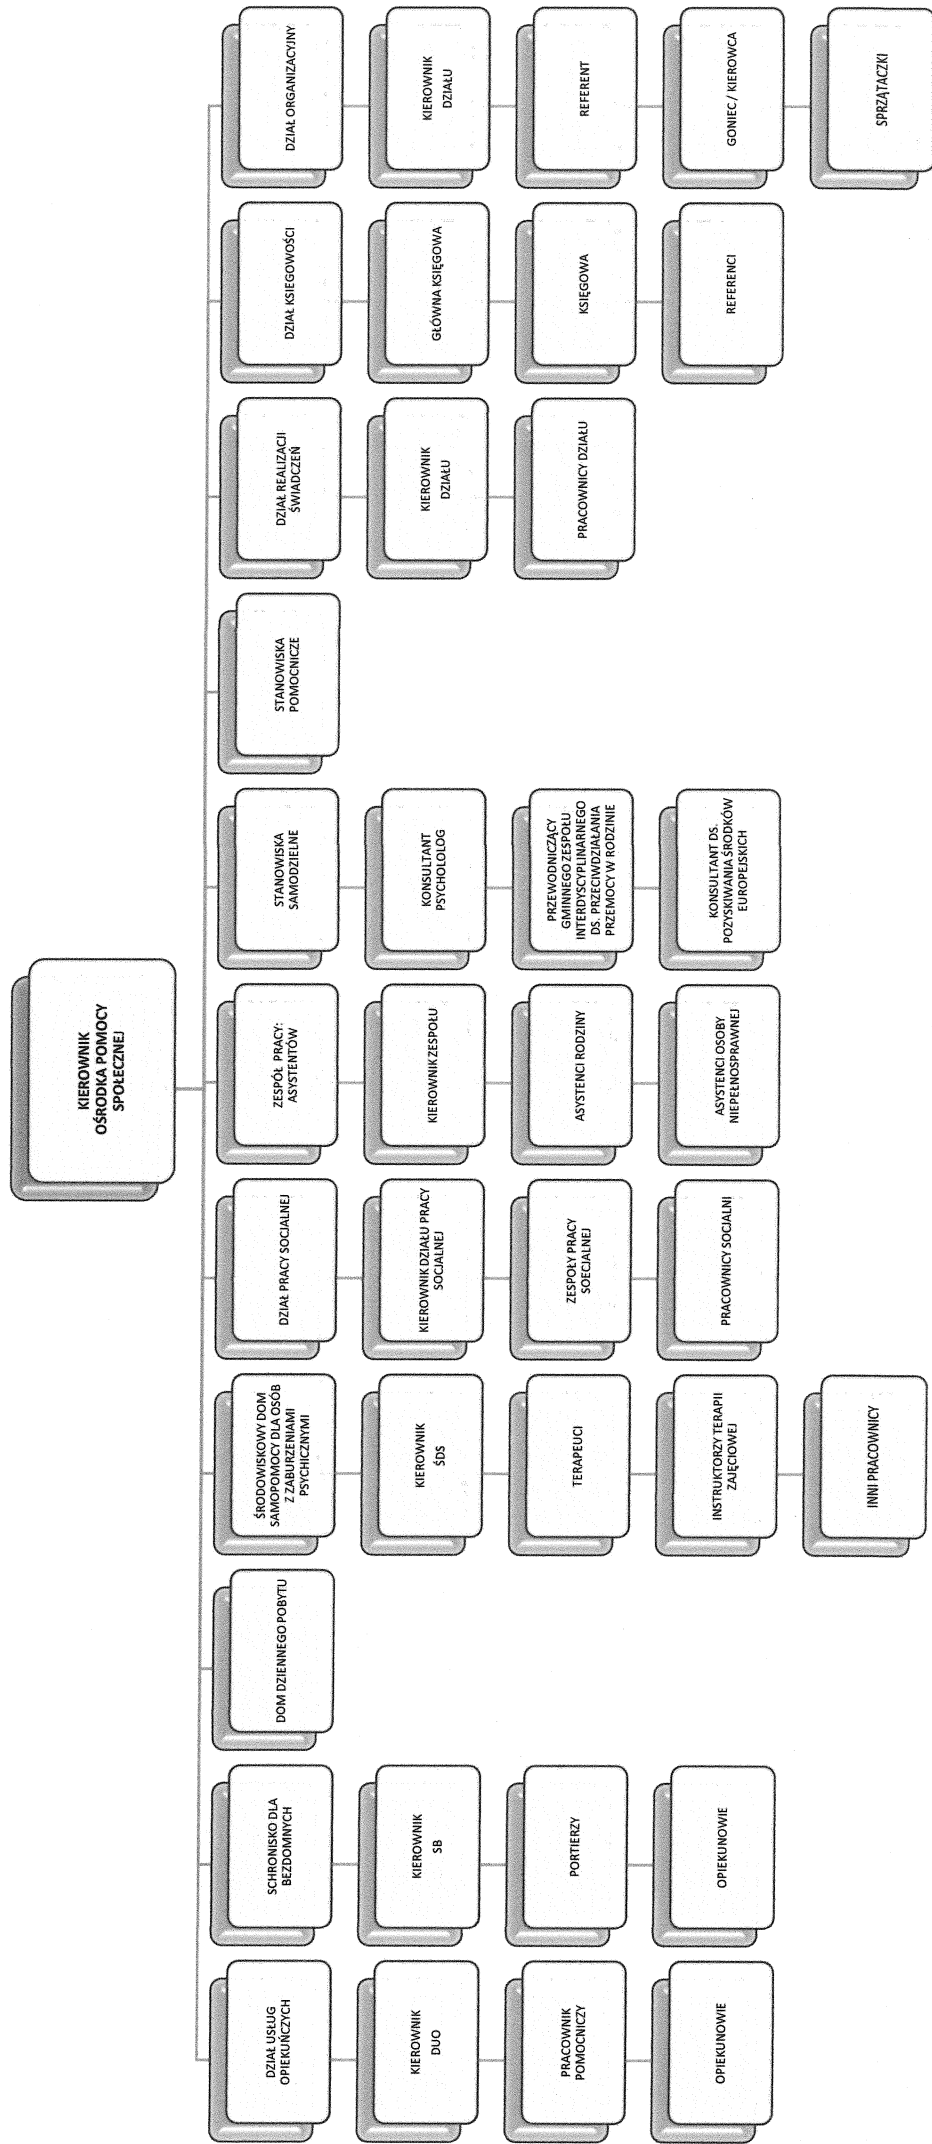 KIEROWNIK
OŚRODKA POMOCY
SPOŁECZNEJ
DZIAŁ USŁUG
OPIEKUŃCZYCH
KIEROWNIK
DUO
PRACOWNIK
POMOCNICZY
OPIEKUNOWIE
SCHRONISKO DLA
BEZDOMNYCH
KIEROWNIK
SB
PORTIERZY
OPIEKUNOWIE
DOM DZIENNEGO POBYTU
ŚRODOWISKOWY DOM
SAMOPOMOCY DLA OSÓB
Z ZABURZENIAMI
PSYCHICZNYMI
KIEROWNIK
ŚDS
TERAPEUCI
INSTRUKTORZY TERAPII
ZAJĘCIOWEJ
INNI PRACOWNICY
DZIAŁ PRACY SOCJALNEJ
KIEROWNIK DZIAŁU PRACY
SOCJALNEJ
ZESPOŁY PRACY
SOECJALNEJ
PRACOWNICY SOCJALNI
ZESPÓŁ PRACY:
ASYSTENTÓW
KIEROWNIK ZESPOŁU
ASYSTENCI RODZINY
ASYSTENCI OSOBY
NIEPEŁNOSPRAWNEJ
STANOWISKA
SAMODZIELNE
KONSULTANT
PSYCHOLOG
PRZEWODNICZĄCY
GMINNEGO ZESPOŁU
INTERDYSCYPLINARNEGO
DS. PRZECIWDZIAŁANIA
PRZEMOCY W RODZINIE
KONSULTANT DS.
POZYSKIWANIA ŚRODKÓW
EUROPEJSKICH
STANOWISKA
POMOCNICZE
DZIAŁ REALIZACJI
ŚWIADCZEŃ
KIEROWNIK
DZIAŁU
PRACOWNICY DZIAŁU
DZIAŁ KSIEGOWOŚCI
GŁÓWNA KSIĘGOWA
KSIĘGOWA
REFERENCI
DZIAŁ ORGANIZACYJNY
KIEROWNIK
DZIAŁU
REFERENT
GONIEC / KIEROWCA
SPRZĄTACZKI